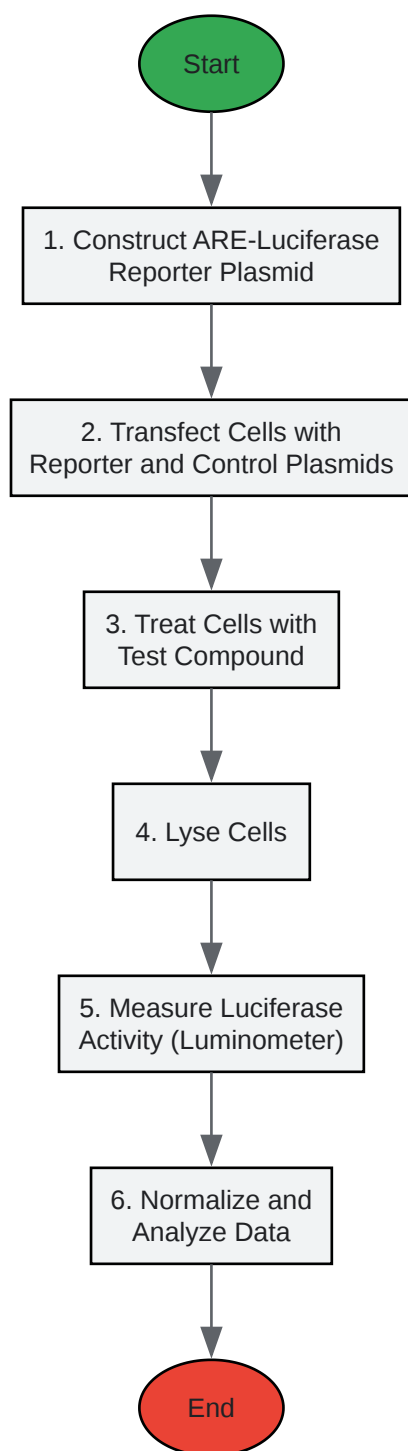 Start
1. Construct ARE-Luciferase
Reporter Plasmid
2. Transfect Cells with
Reporter and Control Plasmids
3. Treat Cells with
Test Compound
4. Lyse Cells
5. Measure Luciferase
Activity (Luminometer)
6. Normalize and
Analyze Data
End